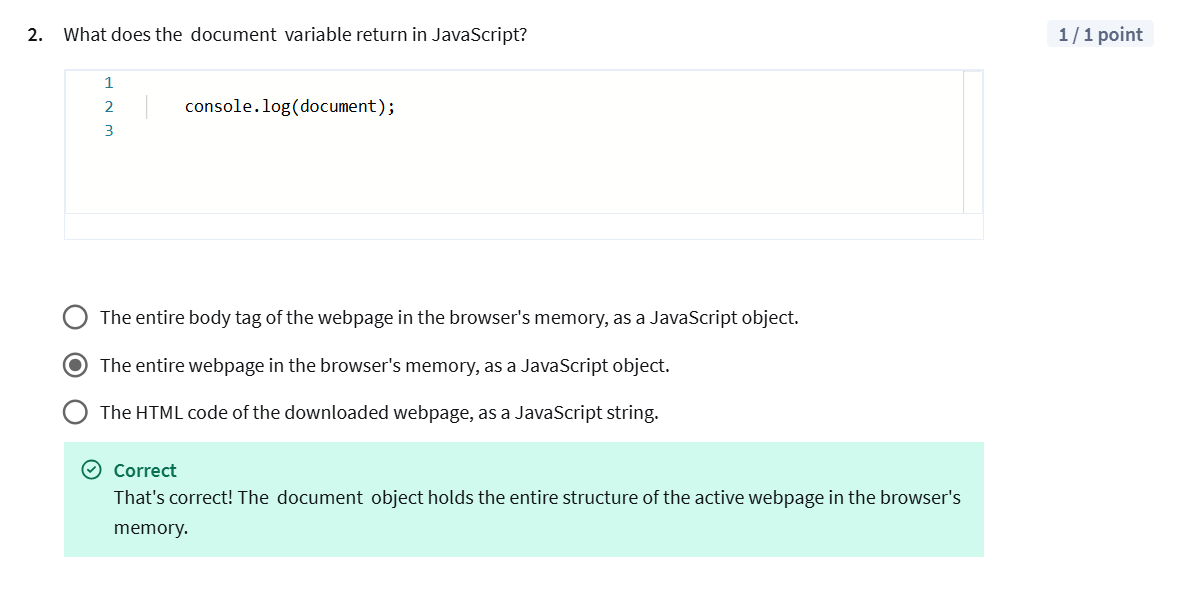 2. What does the document variable return in JavaScript?
1 / 1 point
1
2 console.log(document);
3
The entire body tag of the webpage in the browser's memory, as a JavaScript object.
The entire webpage in the browser's memory, as a JavaScript object.
The HTML code of the downloaded webpage, as a JavaScript string.
Correct
That's correct! The document object holds the entire structure of the active webpage in the browser's
memory.